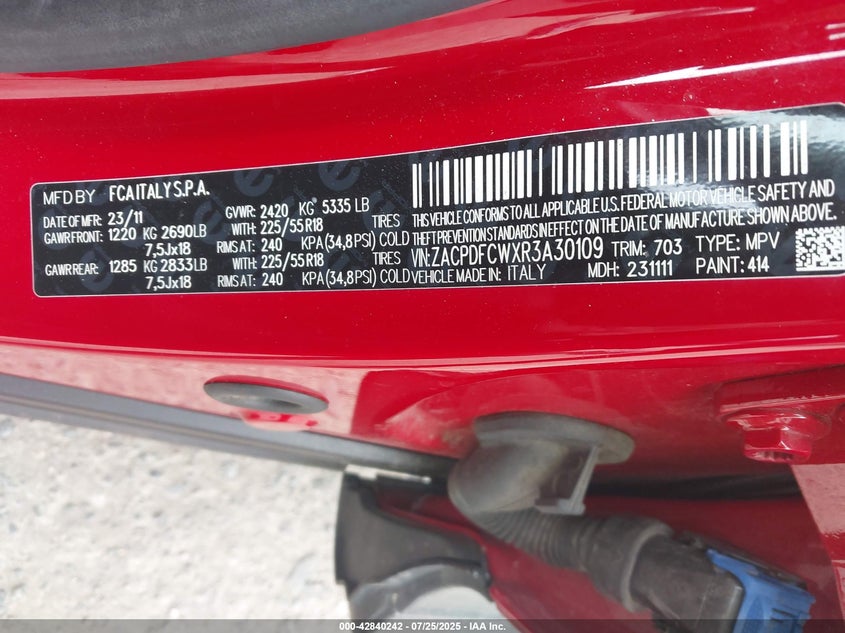 MFD BY FCA ITALY S.P.A.
DATE OF MFR 23/11 GVWR: 2420 KG 5335 LB
GAWR FRONT: 1220 KG 2690LB WITH: 225/55R18 TIRES
7,5Jx18 RIMS AT: 240 KPA (34,8PSI) COLD
GAWR REAR: 1285 KG 2833LB WITH: 225/55R18 TIRES
7,5Jx18 RIMS AT: 240 KPA (34,8PSI) COLD
THIS VEHICLE CONFORMS TO ALL APPLICABLE U.S. FEDERAL MOTOR VEHICLE SAFETY AND
THEFT PREVENTION STANDARDS IN EFFECT ON THE DATE OF MANUFACTURE SHOWN ABOVE
VIN: ZACPDFCWXR3A30109 TRIM: 703 TYPE: MPV
VEHICLE MADE IN: ITALY MDH: 231111 PAINT: 414
000-42840242 - 07/25/2025 - IAA Inc.